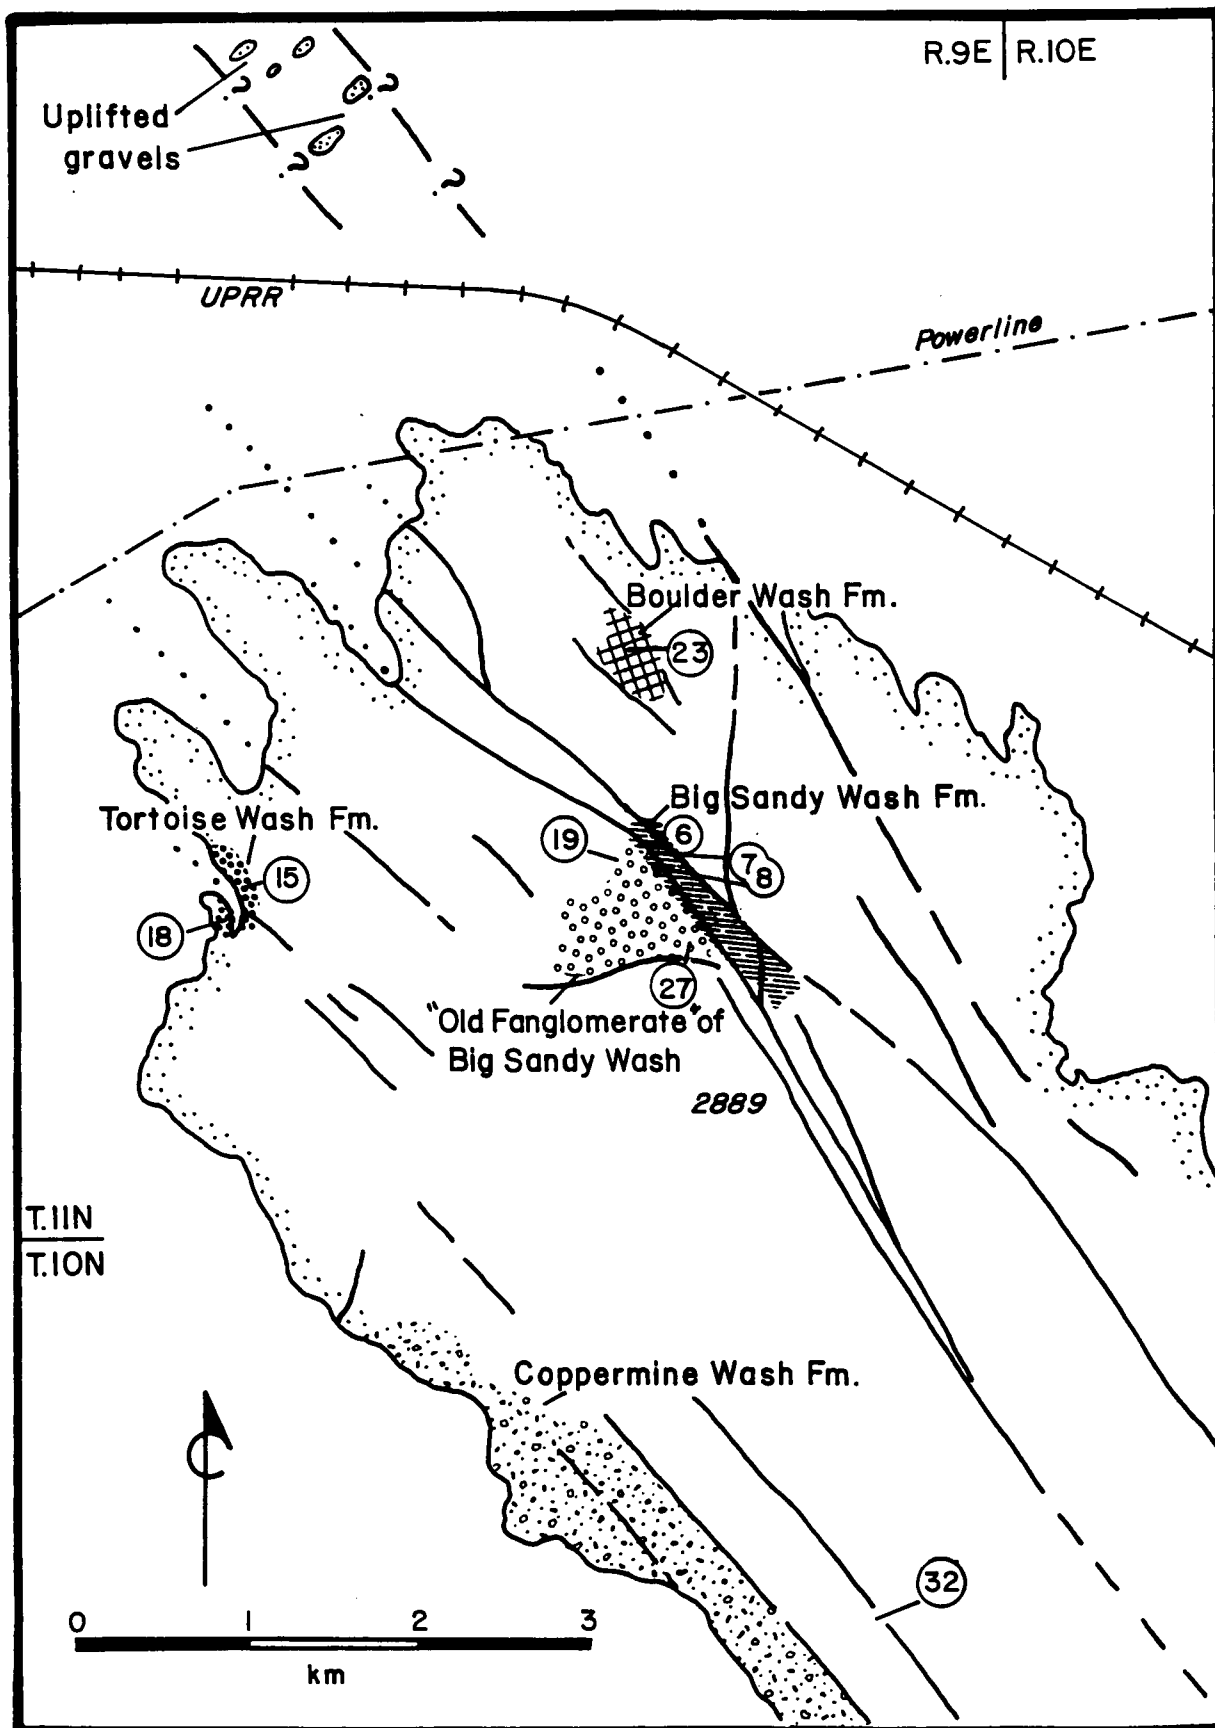 R.9E R.10E
Uplifted
gravels
?
?
?
?
UPRR
Powerline
Boulder Wash Fm.
23
Big Sandy Wash Fm.
Tortoise Wash Fm.
6
19
7
8
15
18
27
"Old Fanglomerate" of
Big Sandy Wash
2889
T.11N
T.10N
Coppermine Wash Fm.
32
0 1 2 3
km